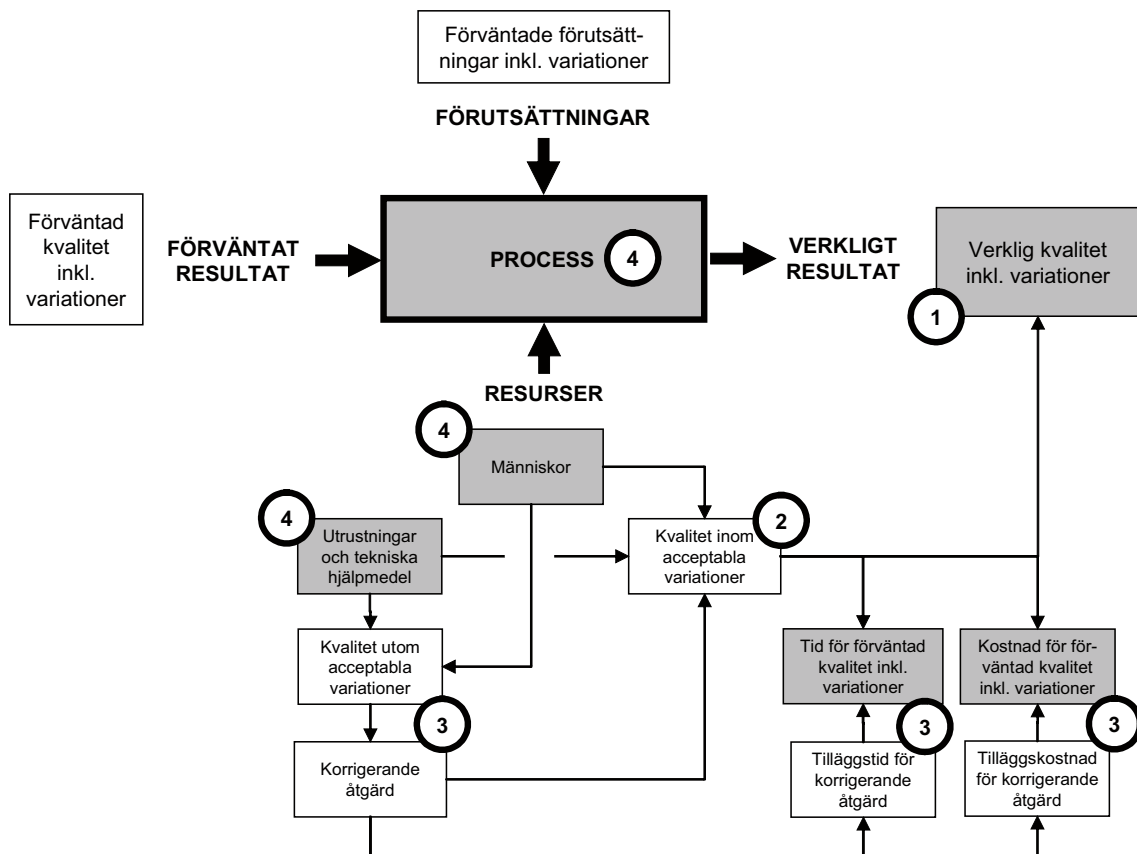 Förväntade förutsätt-
ningar inkl. variationer
FÖRUTSÄTTNINGAR
Förväntad
kvalitet
inkl.
variationer
FÖRVÄNTAT
RESULTAT
PROCESS
4
VERKLIGT
RESULTAT
Verklig kvalitet
inkl. variationer
1
RESURSER
4
Människor
4
Utrustningar
och tekniska
hjälpmedel
2
Kvalitet inom
acceptabla
variationer
Kvalitet utom
acceptabla
variationer
3
Korrigerande
åtgärd
Tid för förväntad
kvalitet inkl.
variationer
3
Tilläggstid för
korrigerande
åtgärd
Kostnad för för-
väntad kvalitet
inkl. variationer
3
Tilläggskostnad
för korrigerande
åtgärd